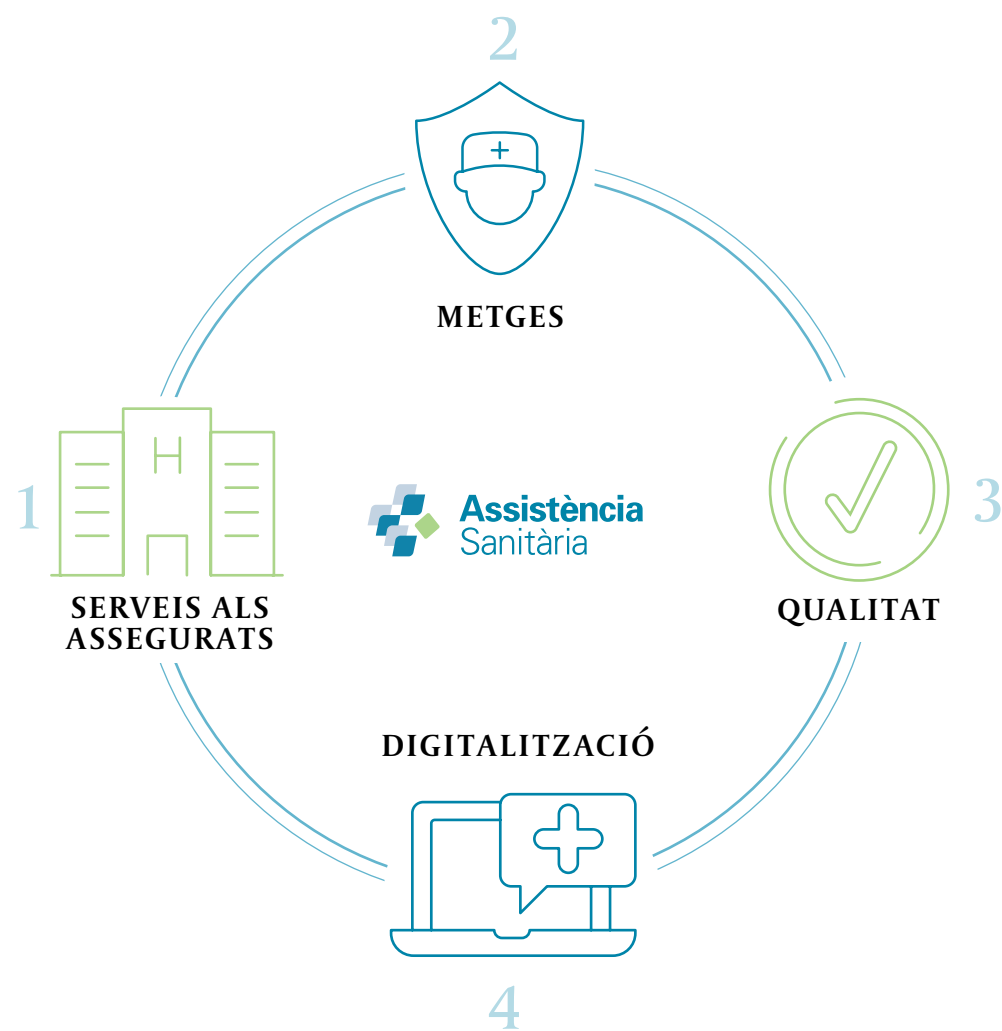 2
METGES
1
SERVEIS ALS
ASSEGURATS
H
Assistència
Sanitària
3
QUALITAT
DIGITALITZACIÓ
4